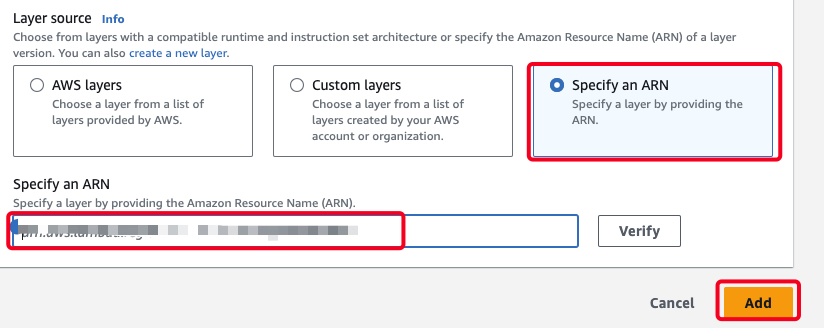 Layer source Info
Choose from layers with a compatible runtime and instruction set architecture or specify the Amazon Resource Name (ARN) of a layer
version. You can also create a new layer.
AWS layers
Choose a layer from a list of
layers provided by AWS.
Custom layers
Choose a layer from a list of
layers created by your AWS
account or organization.
Specify an ARN
Specify a layer by providing the
ARN.
Specify an ARN
Specify a layer by providing the Amazon Resource Name (ARN).
Verify
Cancel
Add